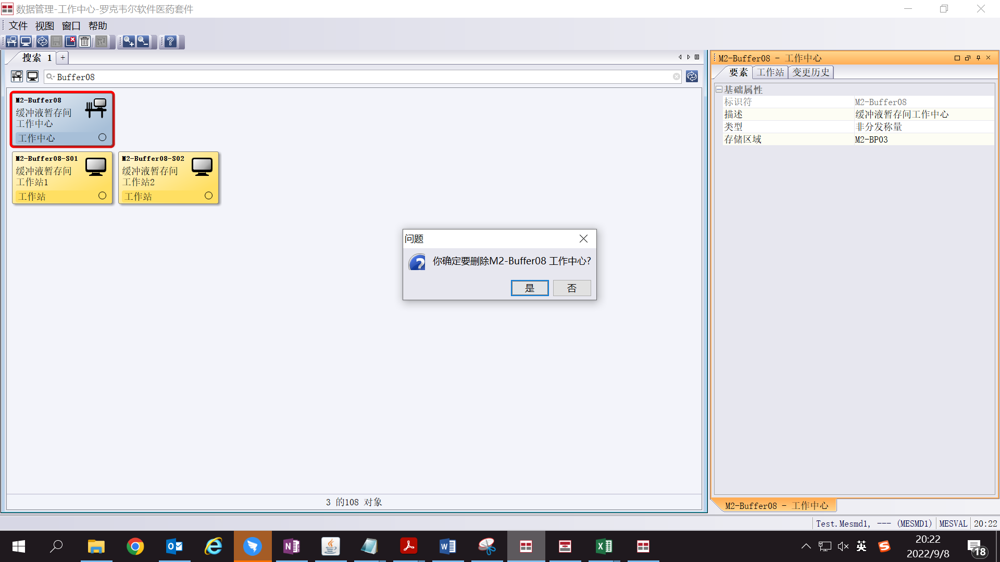 数据管理-工作中心-罗克韦尔软件医药套件
文件 视图 窗口 帮助
搜索 1 +
Buffer08
M2-Buffer08
缓冲液暂存间
工作中心
工作中心
M2-Buffer08-S01
缓冲液暂存间
工作站1
工作站
M2-Buffer08-S02
缓冲液暂存间
工作站2
工作站
问题
你确定要删除M2-Buffer08 工作中心?
是 否
3 的108 对象
M2-Buffer08 - 工作中心
要素 工作站 变更历史
基础属性
标识符 M2-Buffer08
描述 缓冲液暂存间工作中心
类型 非分发称量
存储区域 M2-BP03
M2-Buffer08 - 工作中心
Test.Mesmd1, --- (MESMD1) MESVAL 20:22
英
20:22
2022/9/8
18